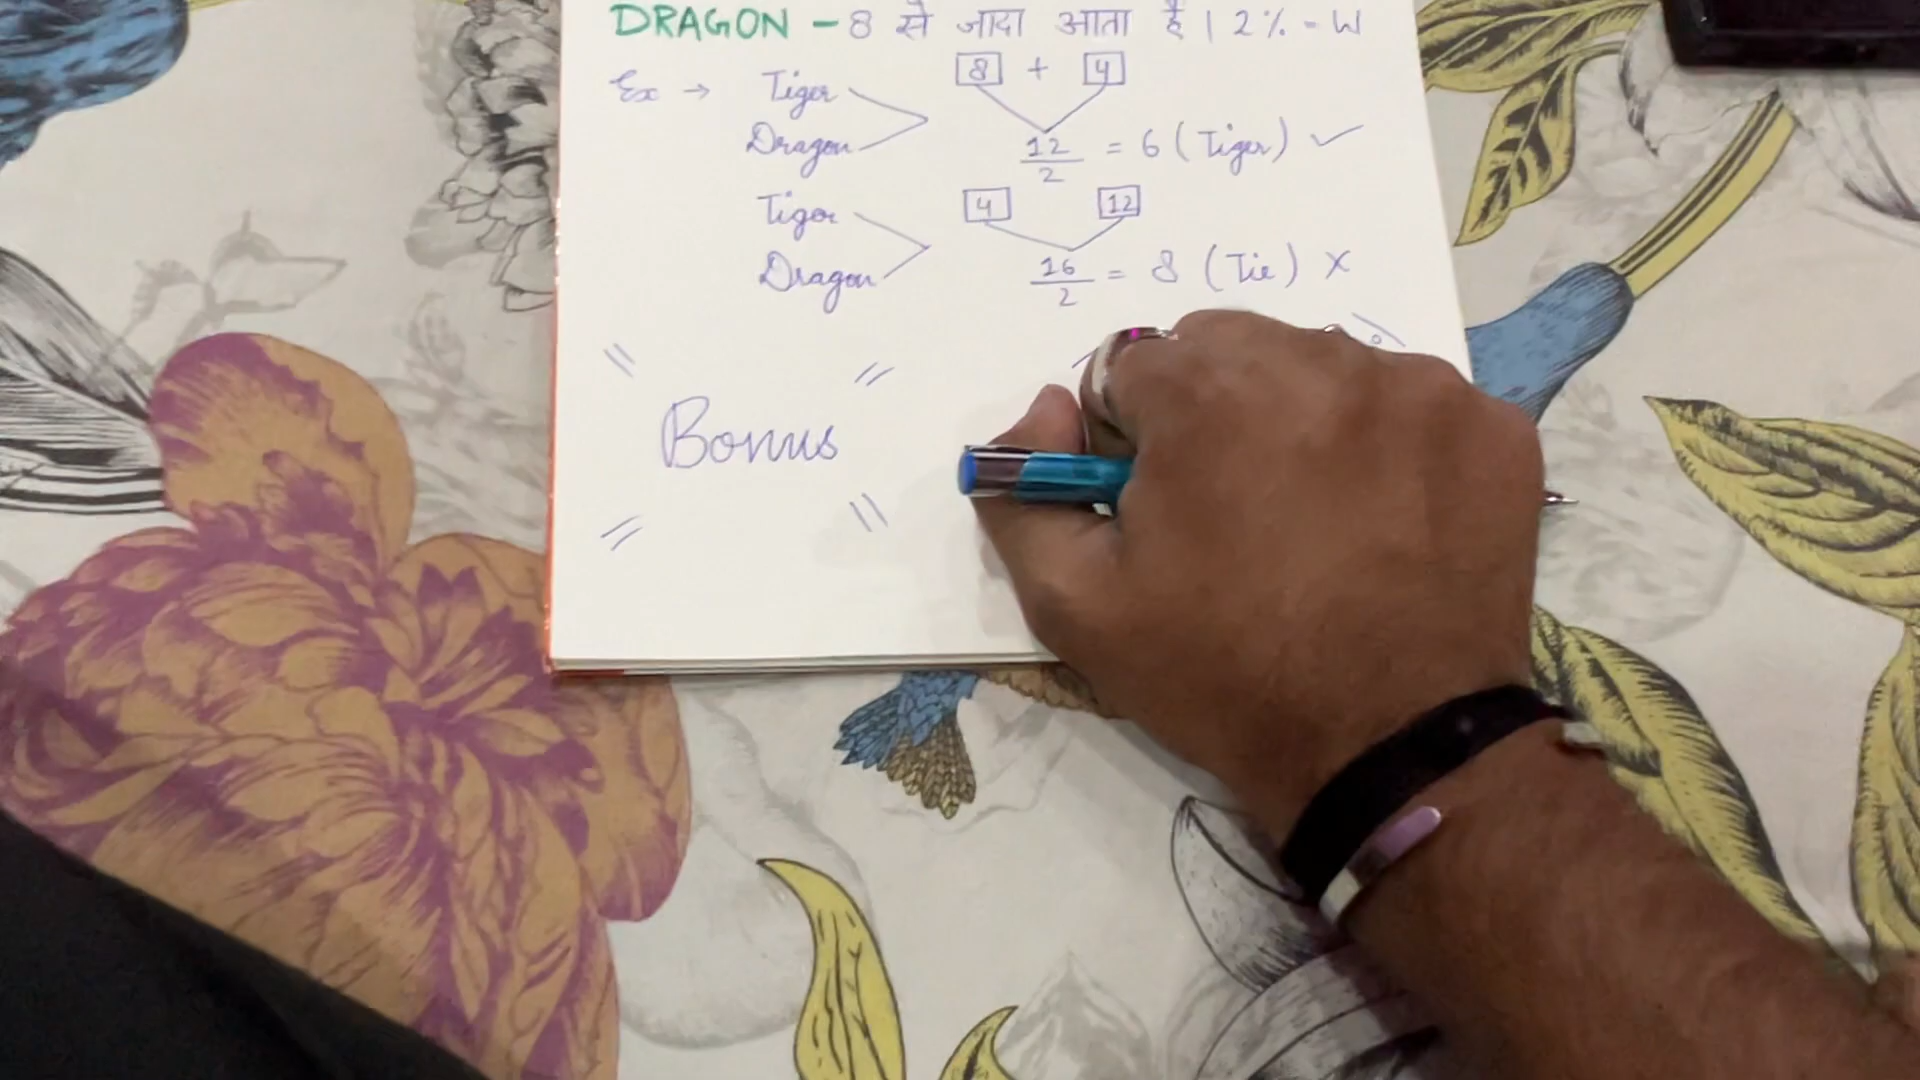 DRAGON - 8 से जादा आता है | 2% - W
Ex → Tiger 8 + 4
Dragon 12/2 = 6 (Tiger) ✓
Tiger 4 12
Dragon 16/2 = 8 (Tie) X
Bonus